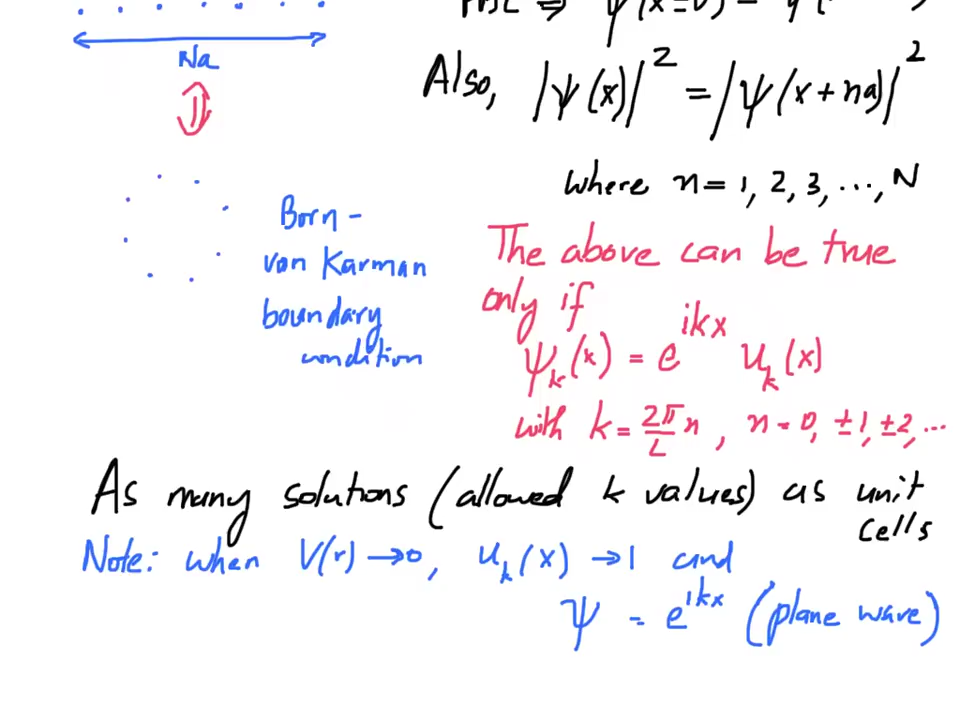 Na
Also, |ψ(x)|² = |ψ(x+na)|²
where n = 1, 2, 3, ..., N
Born -
von Karman
boundary
condition
The above can be true
only if
ψₖ(x) = e^{ikx} uₖ(x)
with k = 2π/L n , n = 0, ±1, ±2, ...
As many solutions (allowed k values) as unit
cells
Note: when V(r) → 0, uₖ(x) → 1 and
ψ = e^{ikx} (plane wave)